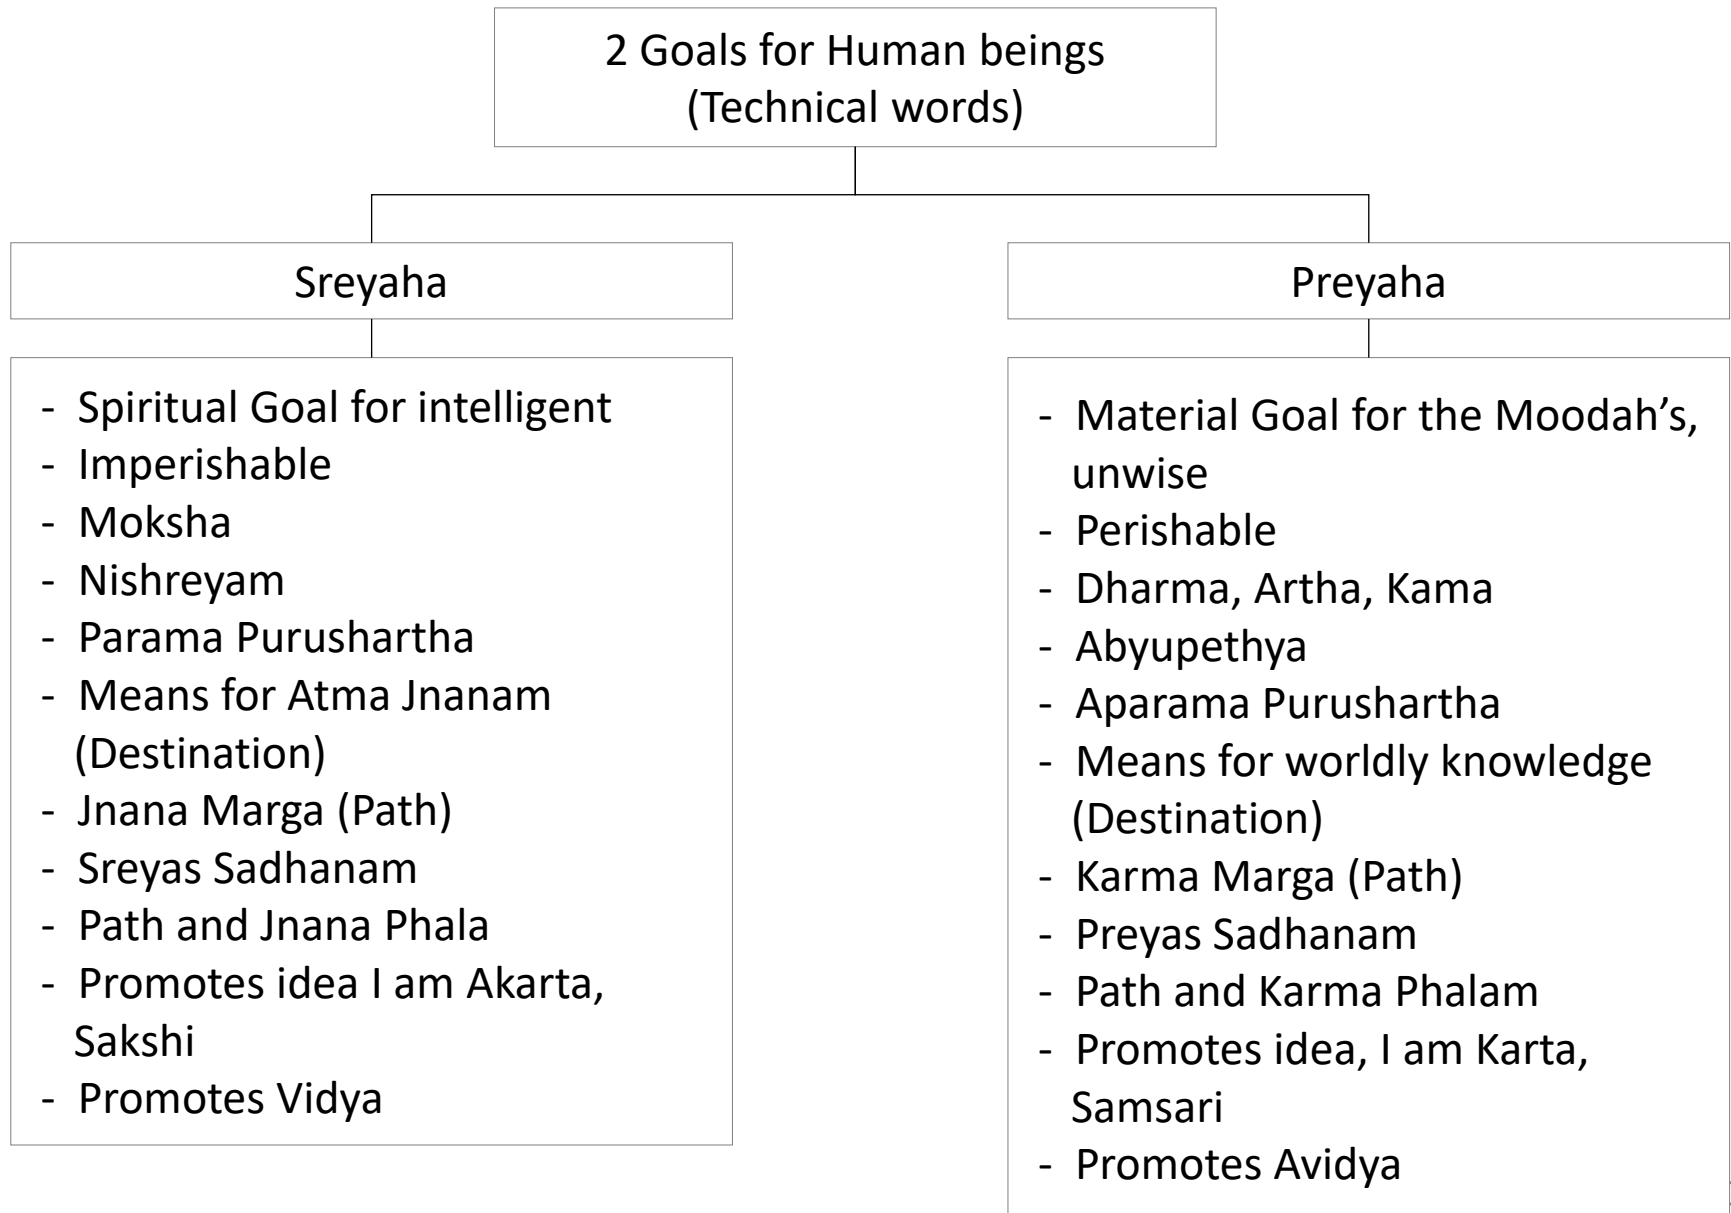 2 Goals for Human beings
(Technical words)
Sreyaha
- Spiritual Goal for intelligent
- Imperishable
- Moksha
- Nishreyam
- Parama Purushartha
- Means for Atma Jnanam
(Destination)
- Jnana Marga (Path)
- Sreyas Sadhanam
- Path and Jnana Phala
- Promotes idea I am Akarta,
Sakshi
- Promotes Vidya
Preyaha
- Material Goal for the Moodah’s,
unwise
- Perishable
- Dharma, Artha, Kama
- Abyupethya
- Aparama Purushartha
- Means for worldly knowledge
(Destination)
- Karma Marga (Path)
- Preyas Sadhanam
- Path and Karma Phalam
- Promotes idea, I am Karta,
Samsari
- Promotes Avidya